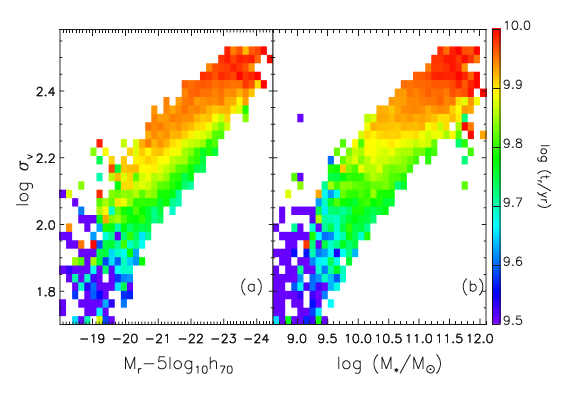 10.0
9.9
9.8
9.7
9.6
9.5
log (t*/yr)
2.4
2.2
2.0
1.8
log σv
(a)
(b)
−19 −20 −21 −22 −23 −24
9.0 9.5 10.0 10.5 11.0 11.5 12.0
Mr−5log10h70
log (M*/M⊙)